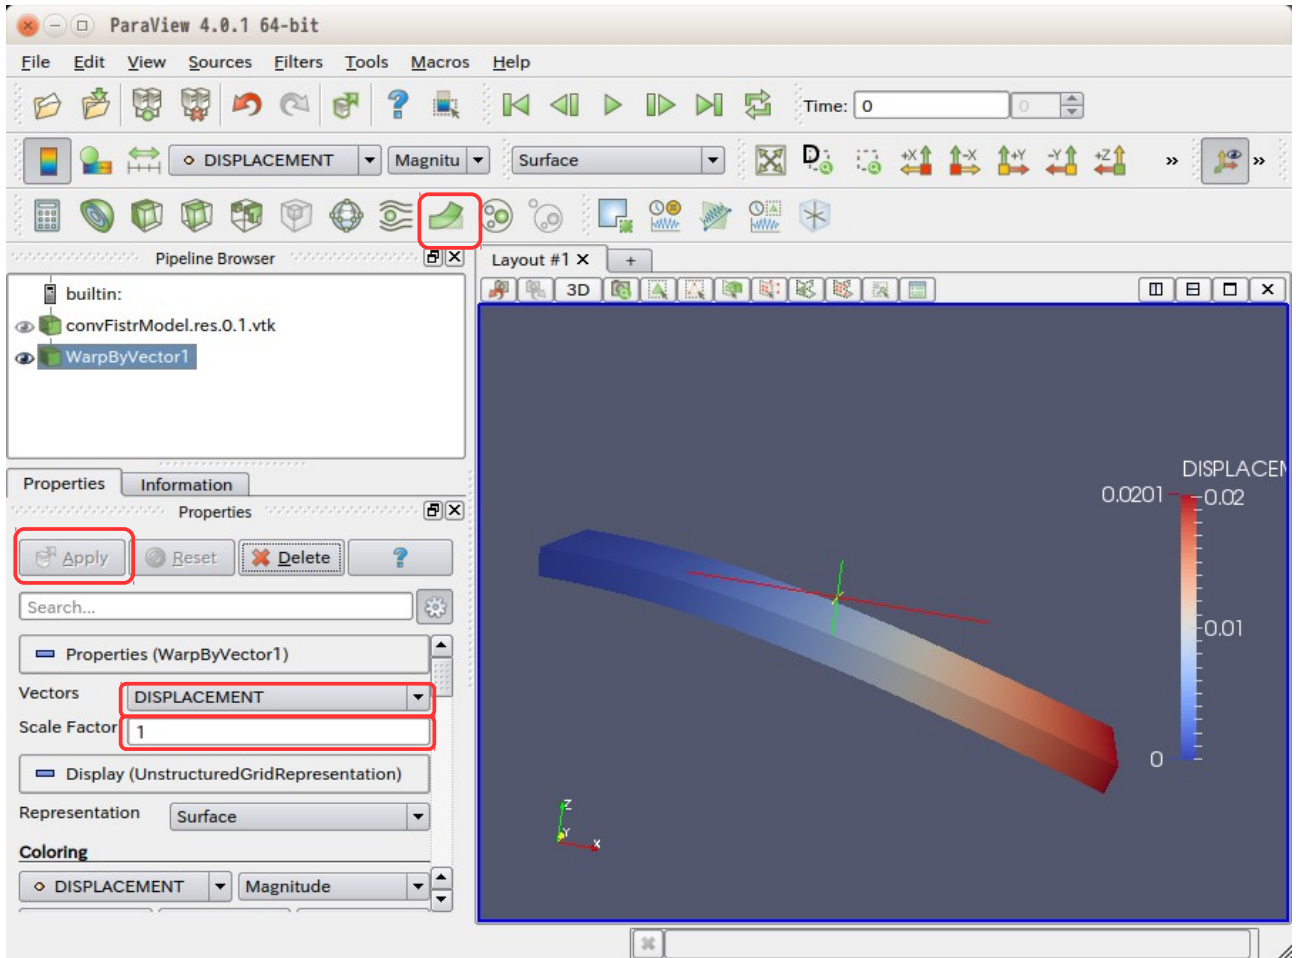 ParaView 4.0.1 64-bit
File Edit View Sources Filters Tools Macros Help
Time: 0 0
DISPLACEMENT Magnitu Surface +X -X +Y -Y +Z » »
Pipeline Browser
Layout #1 +
builtin:
3D
convFistrModel.res.0.1.vtk
WarpByVector1
Properties Information
Properties
Apply Reset Delete ?
Search...
Properties (WarpByVector1)
Vectors DISPLACEMENT
Scale Factor 1
Display (UnstructuredGridRepresentation)
Representation Surface
Coloring
DISPLACEMENT Magnitude
DISPLACEM
0.0201 0.02
0.01
0
Z
Y
X